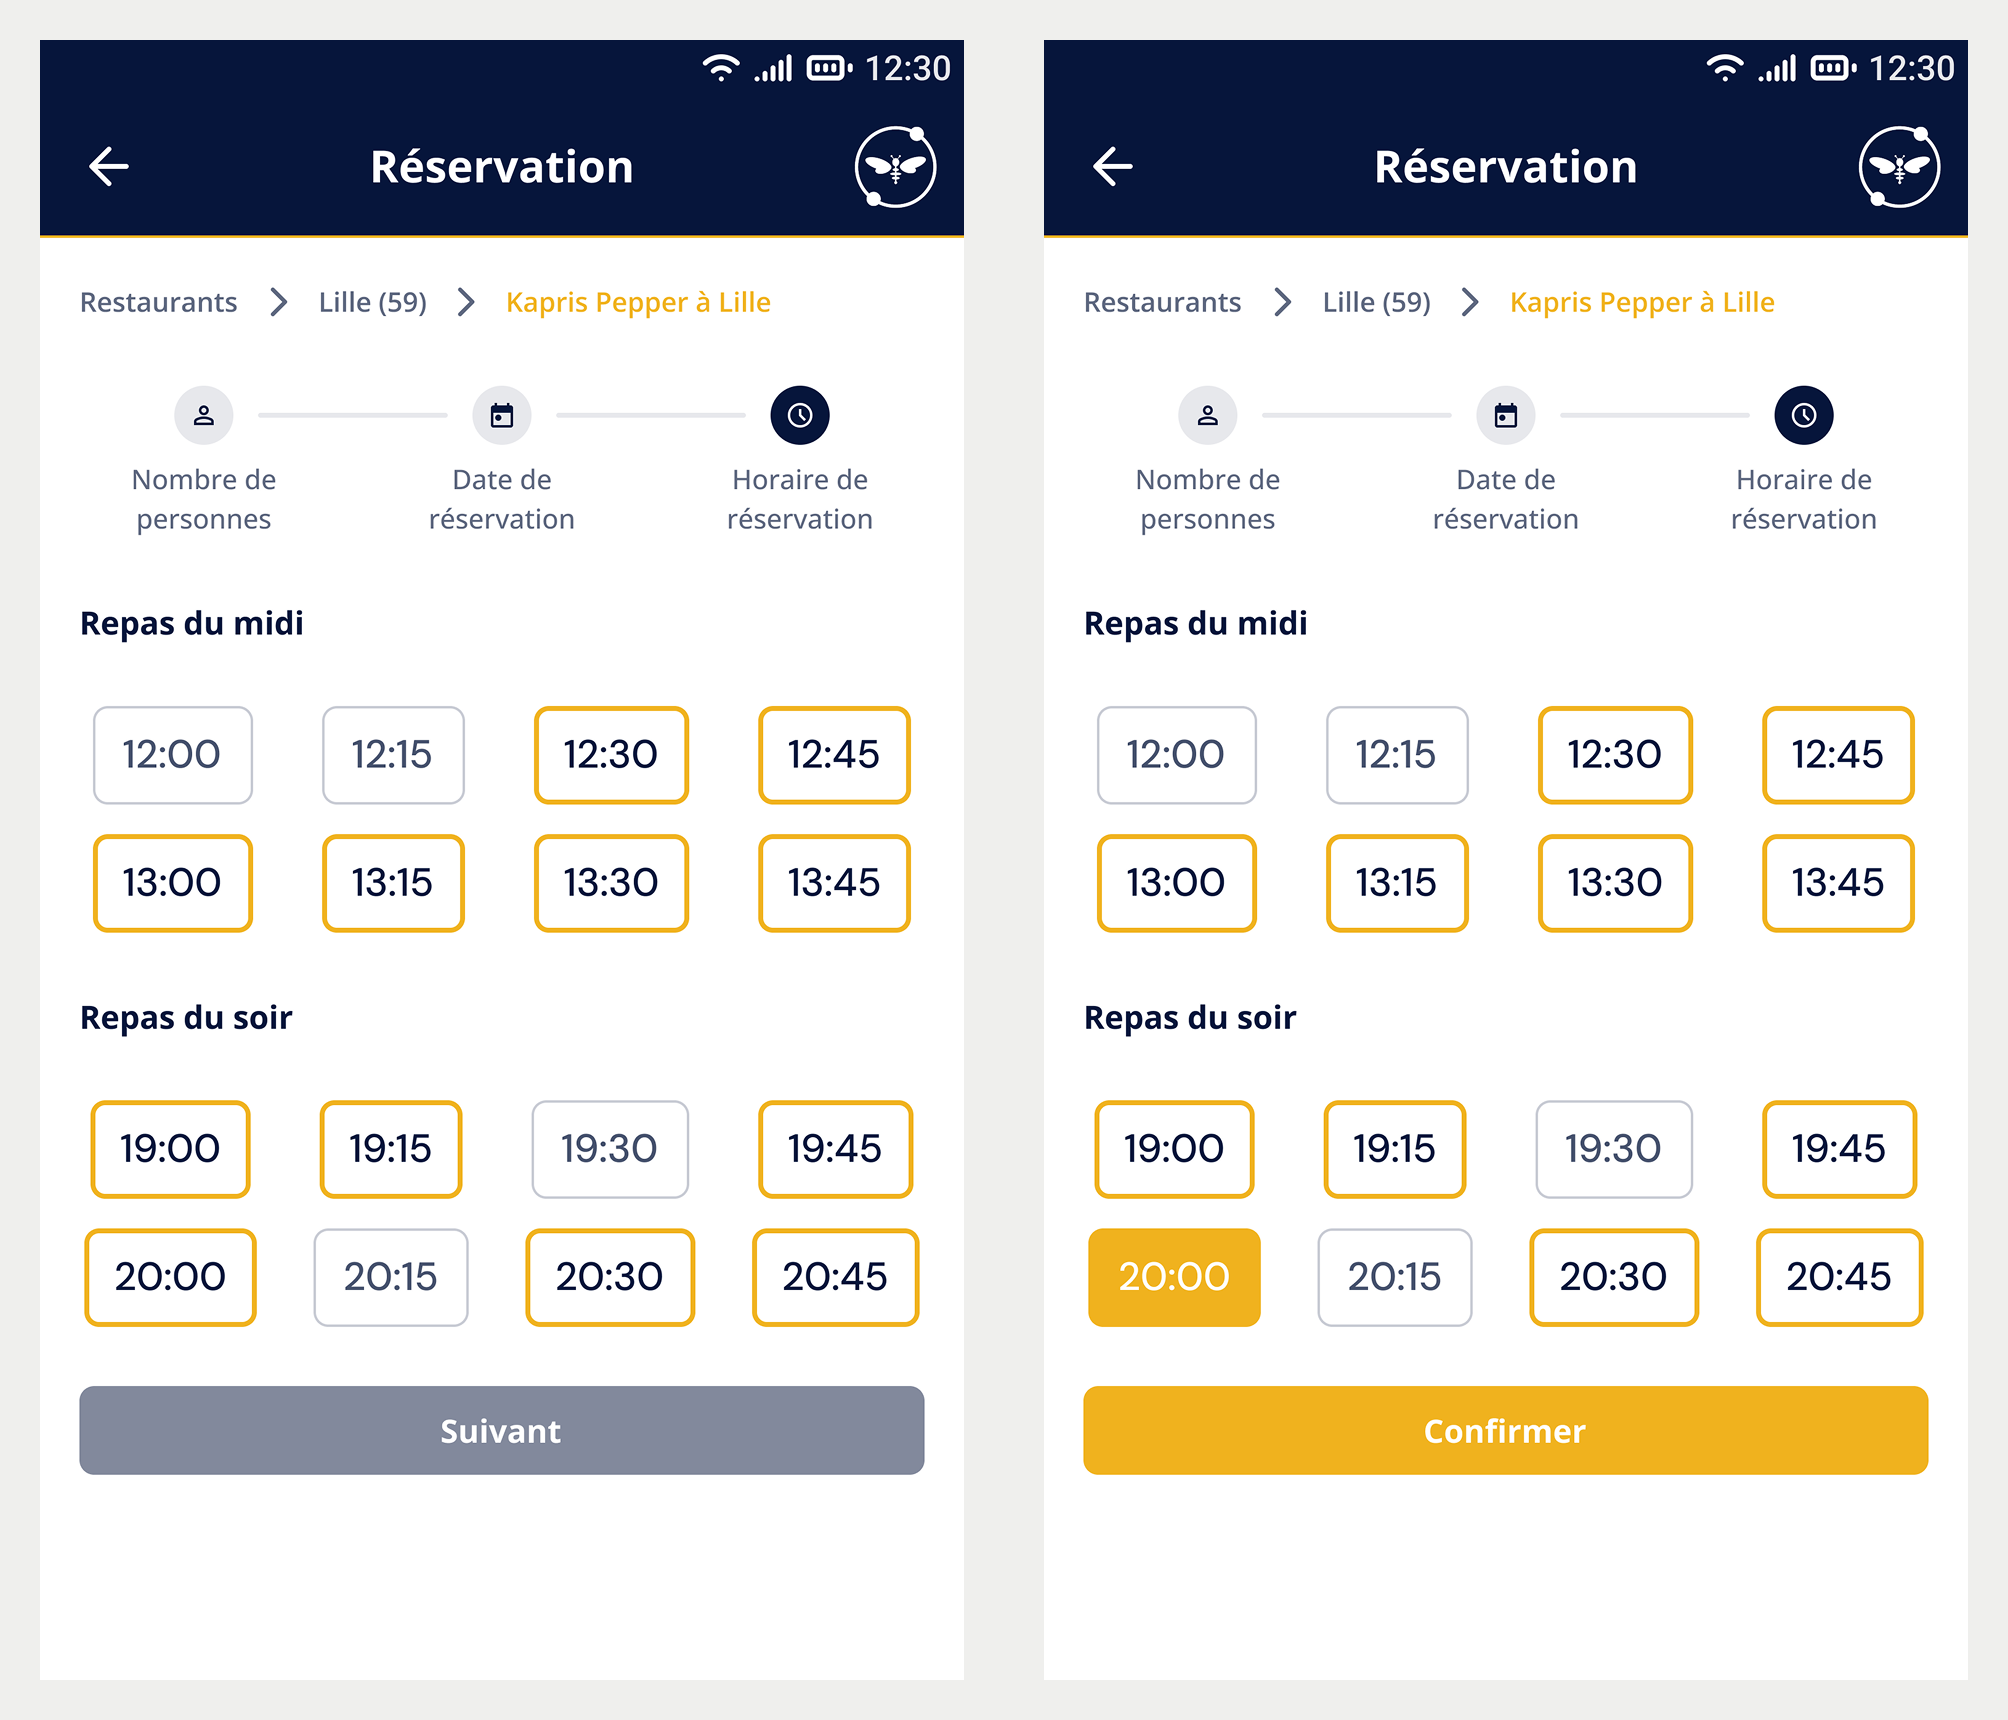 12:30
Réservation
Restaurants > Lille (59) > Kapris Pepper à Lille
Nombre de personnes
Date de réservation
Horaire de réservation
Repas du midi
12:00 12:15 12:30 12:45
13:00 13:15 13:30 13:45
Repas du soir
19:00 19:15 19:30 19:45
20:00 20:15 20:30 20:45
Suivant
12:30
Réservation
Restaurants > Lille (59) > Kapris Pepper à Lille
Nombre de personnes
Date de réservation
Horaire de réservation
Repas du midi
12:00 12:15 12:30 12:45
13:00 13:15 13:30 13:45
Repas du soir
19:00 19:15 19:30 19:45
20:00 20:15 20:30 20:45
Confirmer